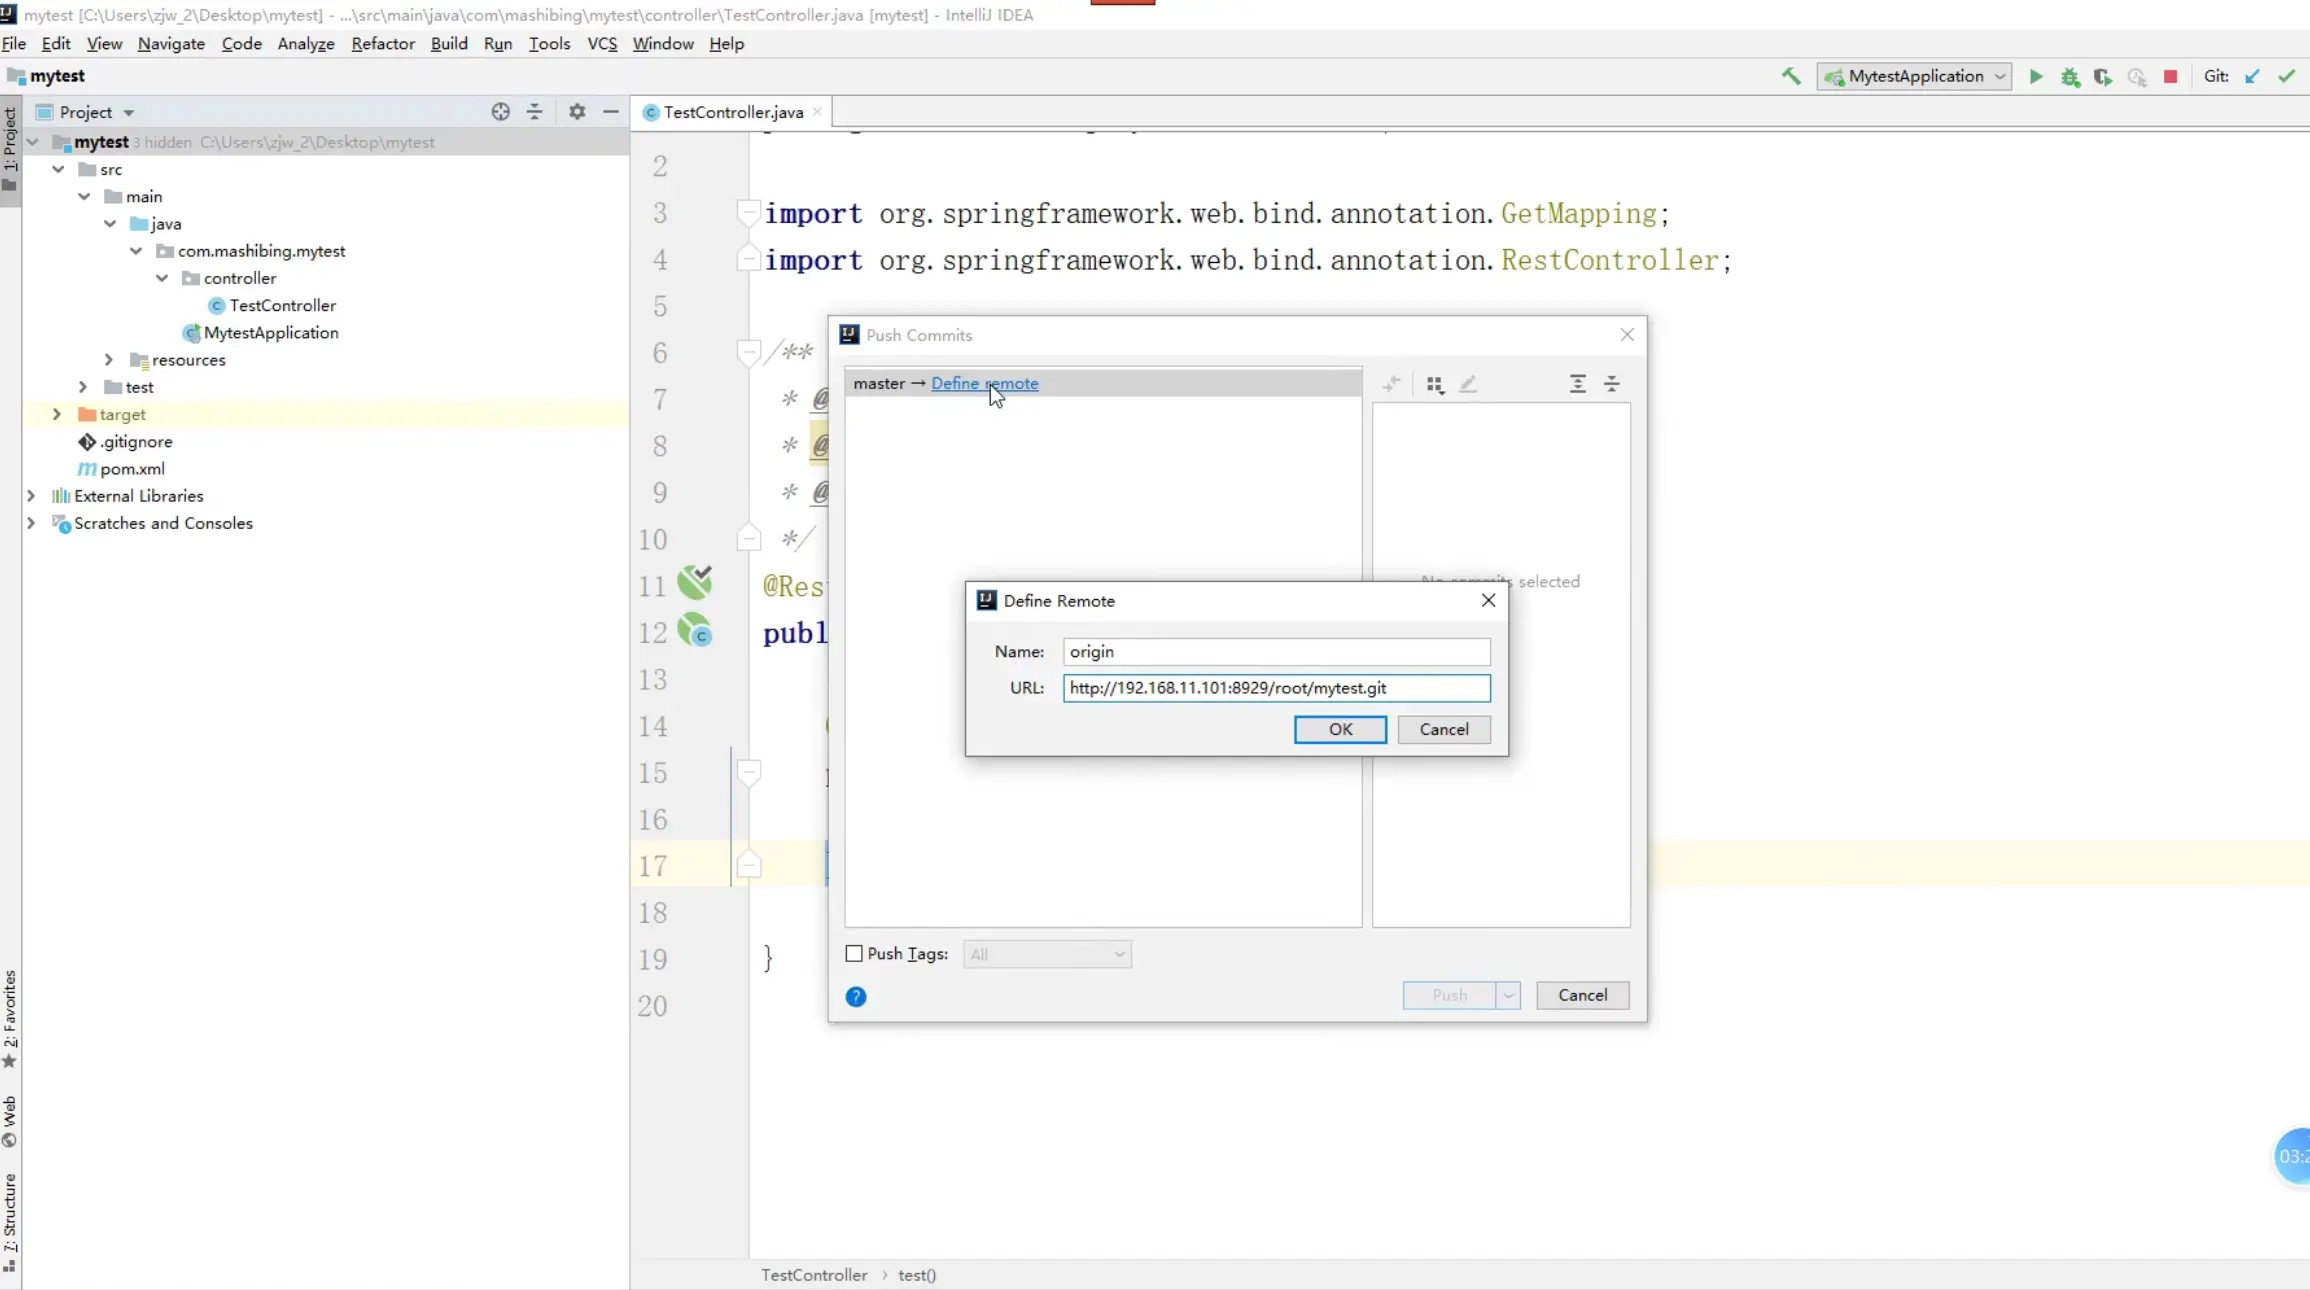 mytest [C:\Users\zjw_2\Desktop\mytest] - ...\src\main\java\com\mashibing\mytest\controller\TestController.java [mytest] - IntelliJ IDEA
File Edit View Navigate Code Analyze Refactor Build Run Tools VCS Window Help
mytest
MytestApplication
Git:
1: Project
Project
mytest 3 hidden C:\Users\zjw_2\Desktop\mytest
src
main
java
com.mashibing.mytest
controller
TestController
MytestApplication
resources
test
target
.gitignore
pom.xml
External Libraries
Scratches and Consoles
2: Favorites
Web
7: Structure
TestController.java
2
3 import org.springframework.web.bind.annotation.GetMapping;
4 import org.springframework.web.bind.annotation.RestController;
5
6 /**
7 * @
8 * @
9 * @
10 */
11 @Res
12 publ
13
14
15
16
17
18
19 }
20
Push Commits
master → Define remote
selected
Define Remote
Name: origin
URL: http://192.168.11.101:8929/root/mytest.git
OK Cancel
Push Tags: All
?
Push Cancel
TestController › test()